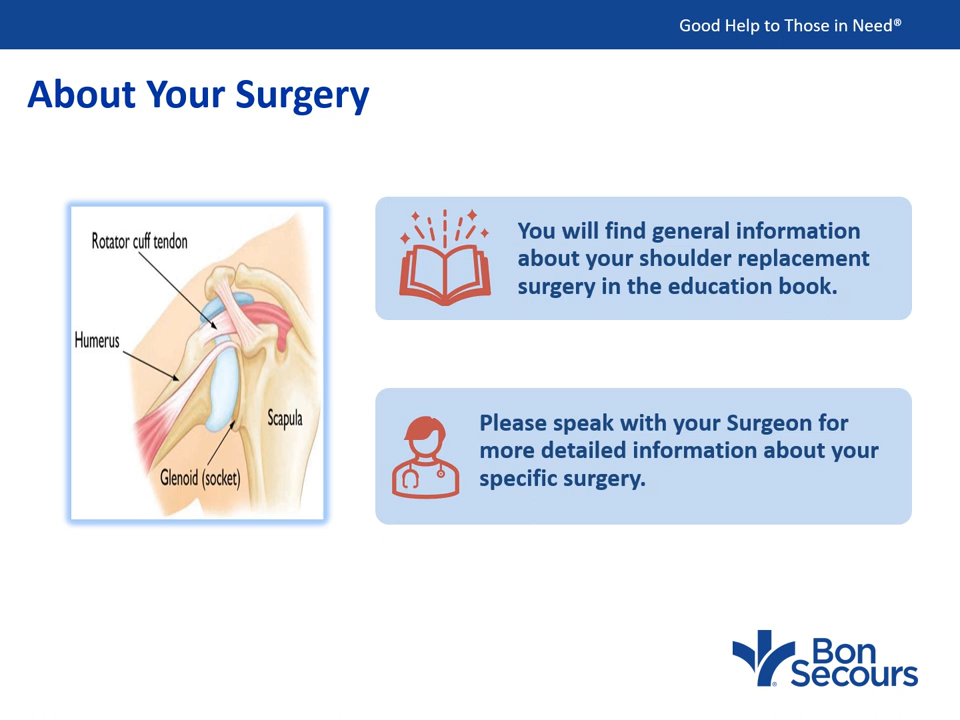 Good Help to Those in Need®
About Your Surgery
Rotator cuff tendon
Humerus
Scapula
Glenoid (socket)
You will find general information
about your shoulder replacement
surgery in the education book.
Please speak with your Surgeon for
more detailed information about your
specific surgery.
Bon
Secours
®